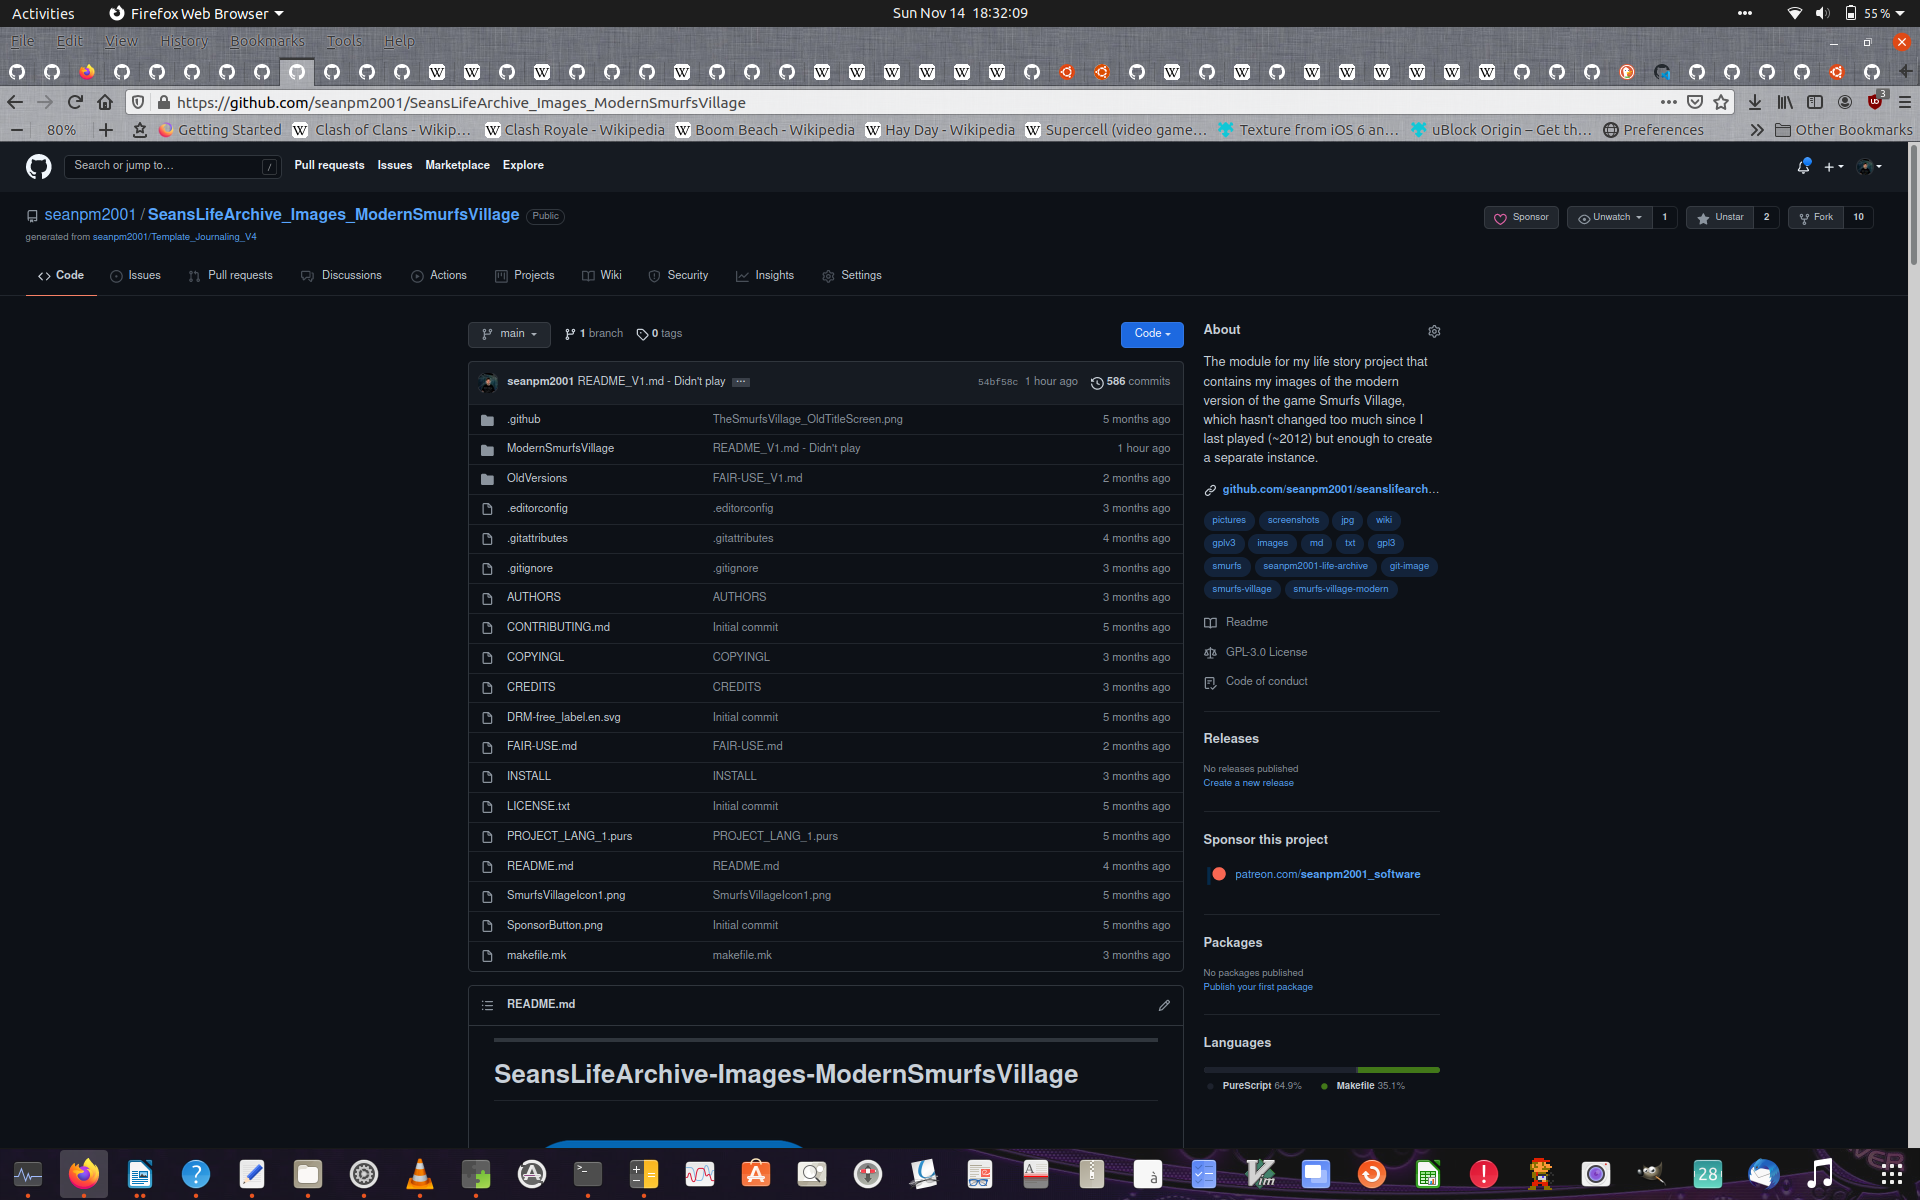 Activities Firefox Web Browser Sun Nov 14 18:32:09 55 %
File Edit View History Bookmarks Tools Help
https://github.com/seanpm2001/SeansLifeArchive_Images_ModernSmurfsVillage 3
80% Getting Started Clash of Clans - Wikip… Clash Royale - Wikipedia Boom Beach - Wikipedia Hay Day - Wikipedia Supercell (video game… Texture from iOS 6 an… uBlock Origin – Get th… Preferences Other Bookmarks
Search or jump to… / Pull requests Issues Marketplace Explore
seanpm2001 / SeansLifeArchive_Images_ModernSmurfsVillage Public Sponsor Unwatch 1 Unstar 2 Fork 10
generated from seanpm2001/Template_Journaling_V4
Code Issues Pull requests Discussions Actions Projects Wiki Security Insights Settings
main 1 branch 0 tags Code
seanpm2001 README_V1.md - Didn't play ... 54bf58c 1 hour ago 586 commits
.github TheSmurfsVillage_OldTitleScreen.png 5 months ago
ModernSmurfsVillage README_V1.md - Didn't play 1 hour ago
OldVersions FAIR-USE_V1.md 2 months ago
.editorconfig .editorconfig 3 months ago
.gitattributes .gitattributes 4 months ago
.gitignore .gitignore 3 months ago
AUTHORS AUTHORS 3 months ago
CONTRIBUTING.md Initial commit 5 months ago
COPYINGL COPYINGL 3 months ago
CREDITS CREDITS 3 months ago
DRM-free_label.en.svg Initial commit 5 months ago
FAIR-USE.md FAIR-USE.md 2 months ago
INSTALL INSTALL 3 months ago
LICENSE.txt Initial commit 5 months ago
PROJECT_LANG_1.purs PROJECT_LANG_1.purs 5 months ago
README.md README.md 4 months ago
SmurfsVillageIcon1.png SmurfsVillageIcon1.png 5 months ago
SponsorButton.png Initial commit 5 months ago
makefile.mk makefile.mk 3 months ago
README.md
SeansLifeArchive-Images-ModernSmurfsVillage
About
The module for my life story project that
contains my images of the modern
version of the game Smurfs Village,
which hasn't changed too much since I
last played (~2012) but enough to create
a separate instance.
github.com/seanpm2001/seanslifearch…
pictures screenshots jpg wiki
gplv3 images md txt gpl3
smurfs seanpm2001-life-archive git-image
smurfs-village smurfs-village-modern
Readme
GPL-3.0 License
Code of conduct
Releases
No releases published
Create a new release
Sponsor this project
patreon.com/seanpm2001_software
Packages
No packages published
Publish your first package
Languages
PureScript 64.9% Makefile 35.1%
28